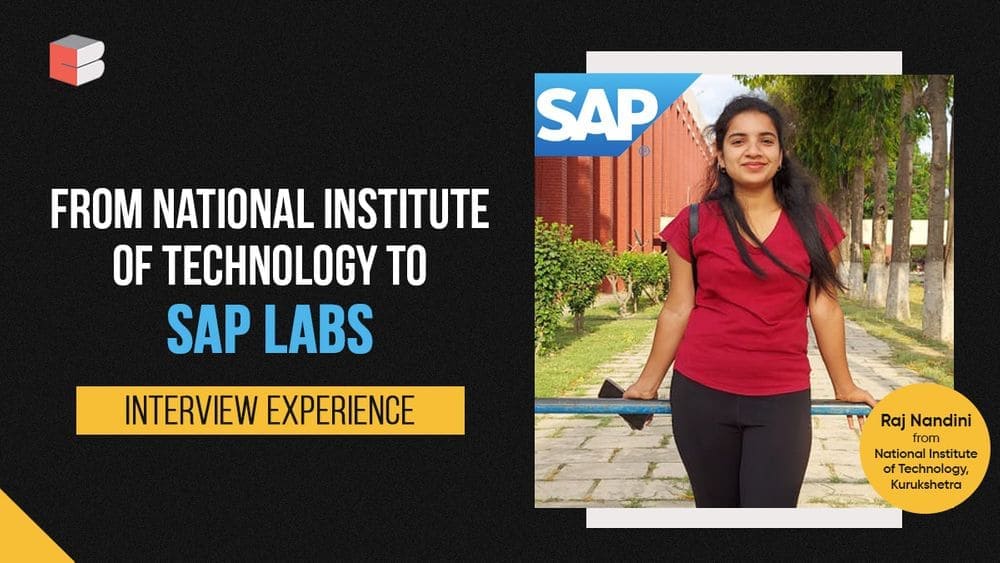 FROM NATIONAL INSTITUTE
OF TECHNOLOGY TO
SAP LABS
INTERVIEW EXPERIENCE
SAP
®
Raj Nandini
from
National Institute
of Technology,
Kurukshetra